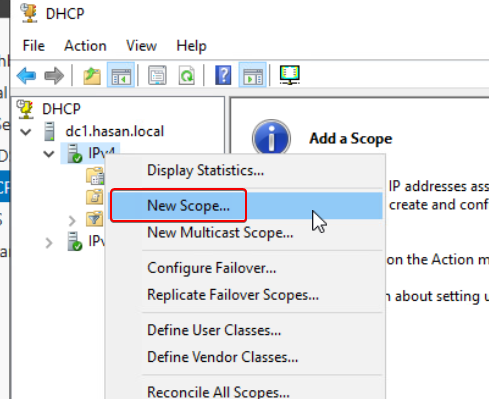 DHCP
File Action View Help
DHCP
dc1.hasan.local
IPv4
Add a Scope
Display Statistics...
IP addresses ass
New Scope...
create and conf
New Multicast Scope...
on the Action m
Configure Failover...
Replicate Failover Scopes...
n about setting u
Define User Classes...
Define Vendor Classes...
Reconcile All Scopes...